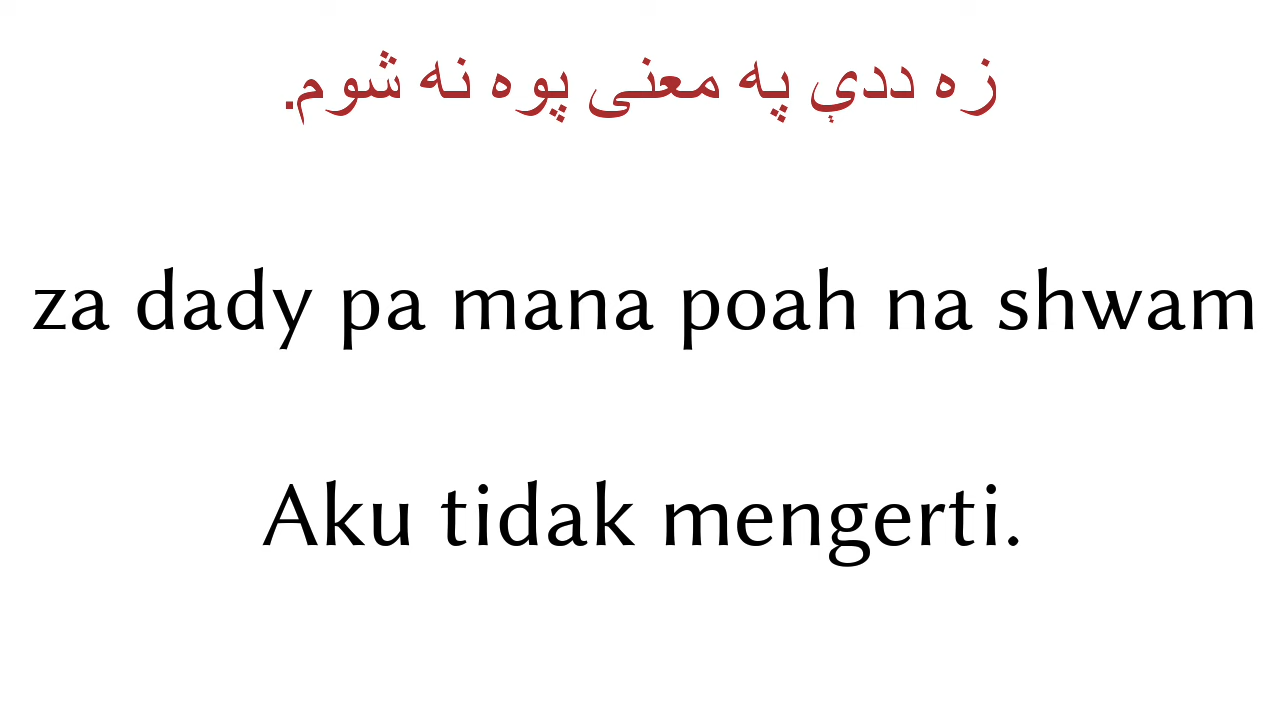 زه ددې په معنی پوه نه شوم.
za dady pa mana poah na shwam
Aku tidak mengerti.